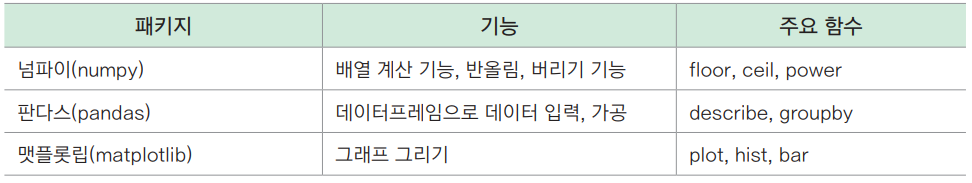 패키지 기능 주요 함수
넘파이(numpy) 배열 계산 기능, 반올림, 버리기 기능 floor, ceil, power
판다스(pandas) 데이터프레임으로 데이터 입력, 가공 describe, groupby
맷플롯립(matplotlib) 그래프 그리기 plot, hist, bar